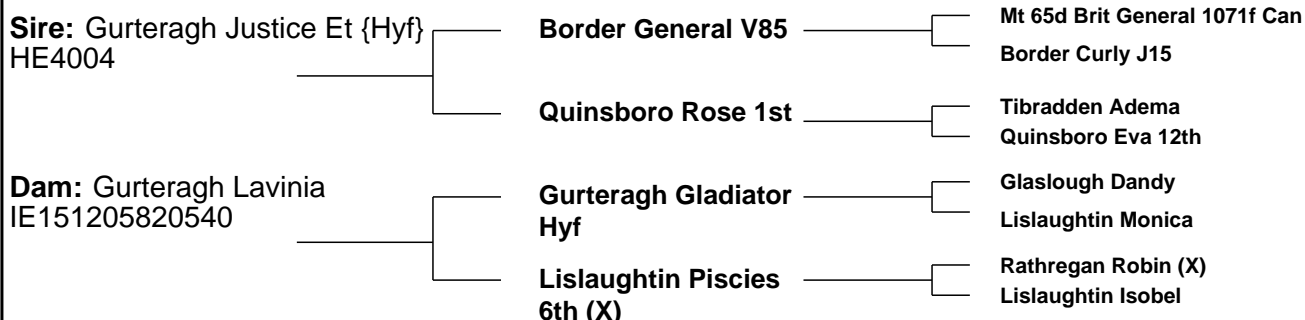 Sire: Gurteragh Justice Et {Hyf}
HE4004
Border General V85
Mt 65d Brit General 1071f Can
Border Curly J15
Quinsboro Rose 1st
Tibradden Adema
Quinsboro Eva 12th
Dam: Gurteragh Lavinia
IE151205820540
Gurteragh Gladiator
Hyf
Glaslough Dandy
Lislaughtin Monica
Lislaughtin Piscies
6th (X)
Rathregan Robin (X)
Lislaughtin Isobel